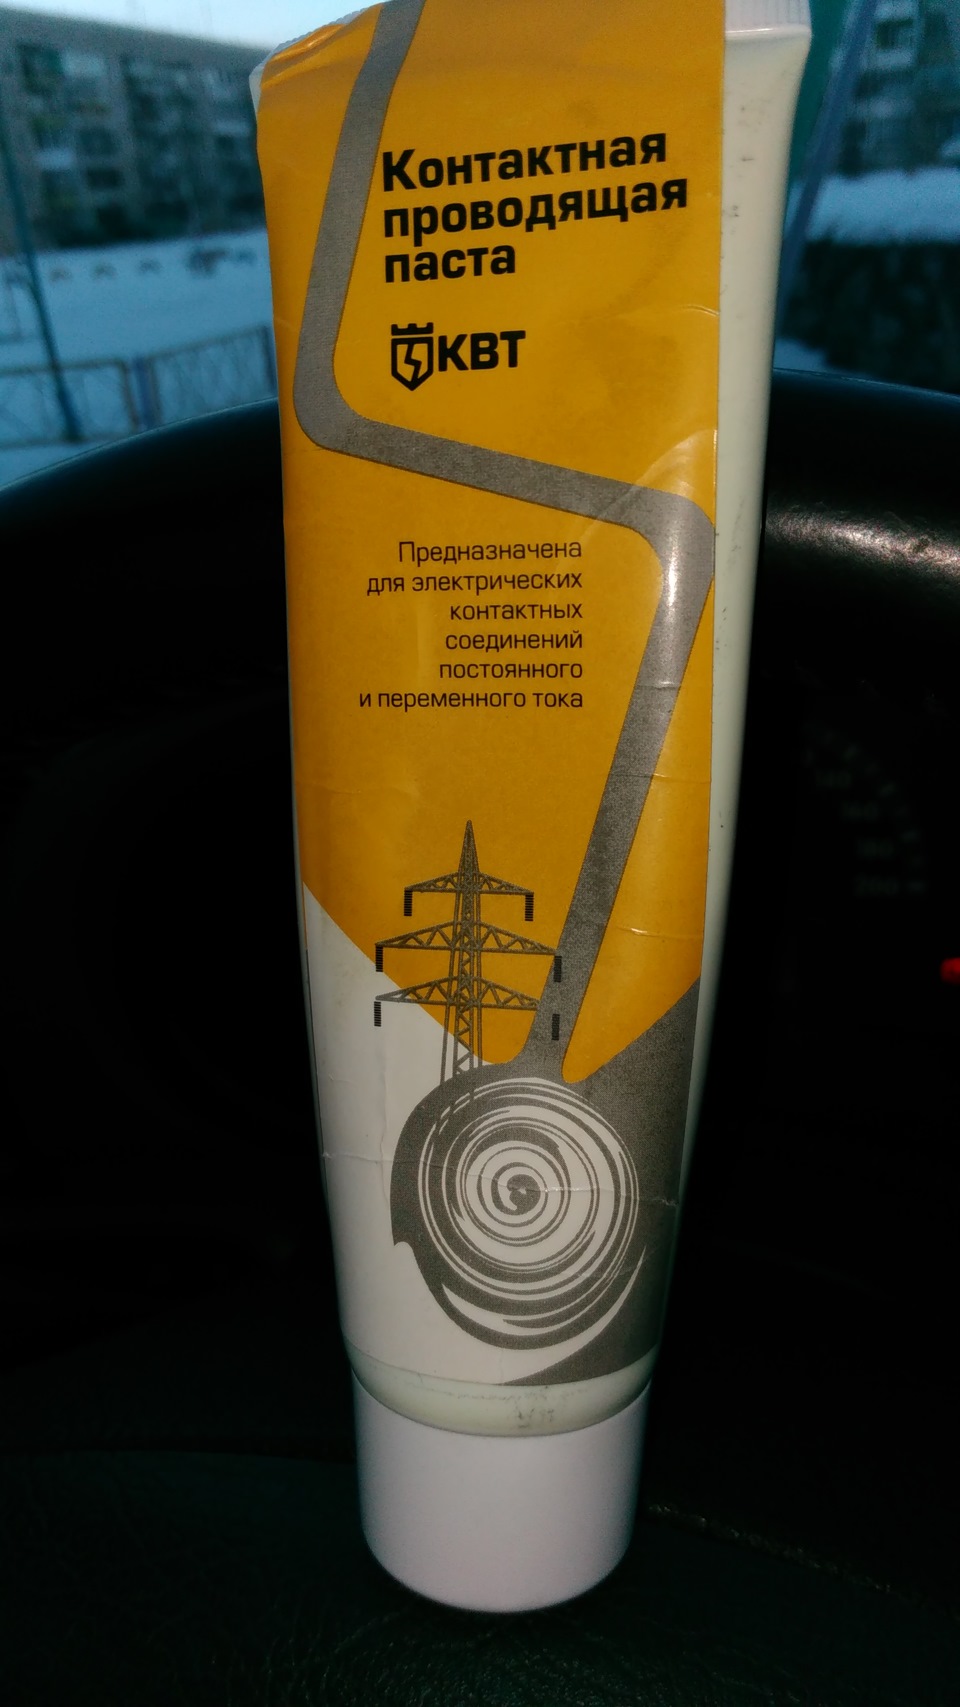 Контактная
проводящая
паста
КВТ
Предназначена
для электрических
контактных
соединений
постоянного
и переменного тока